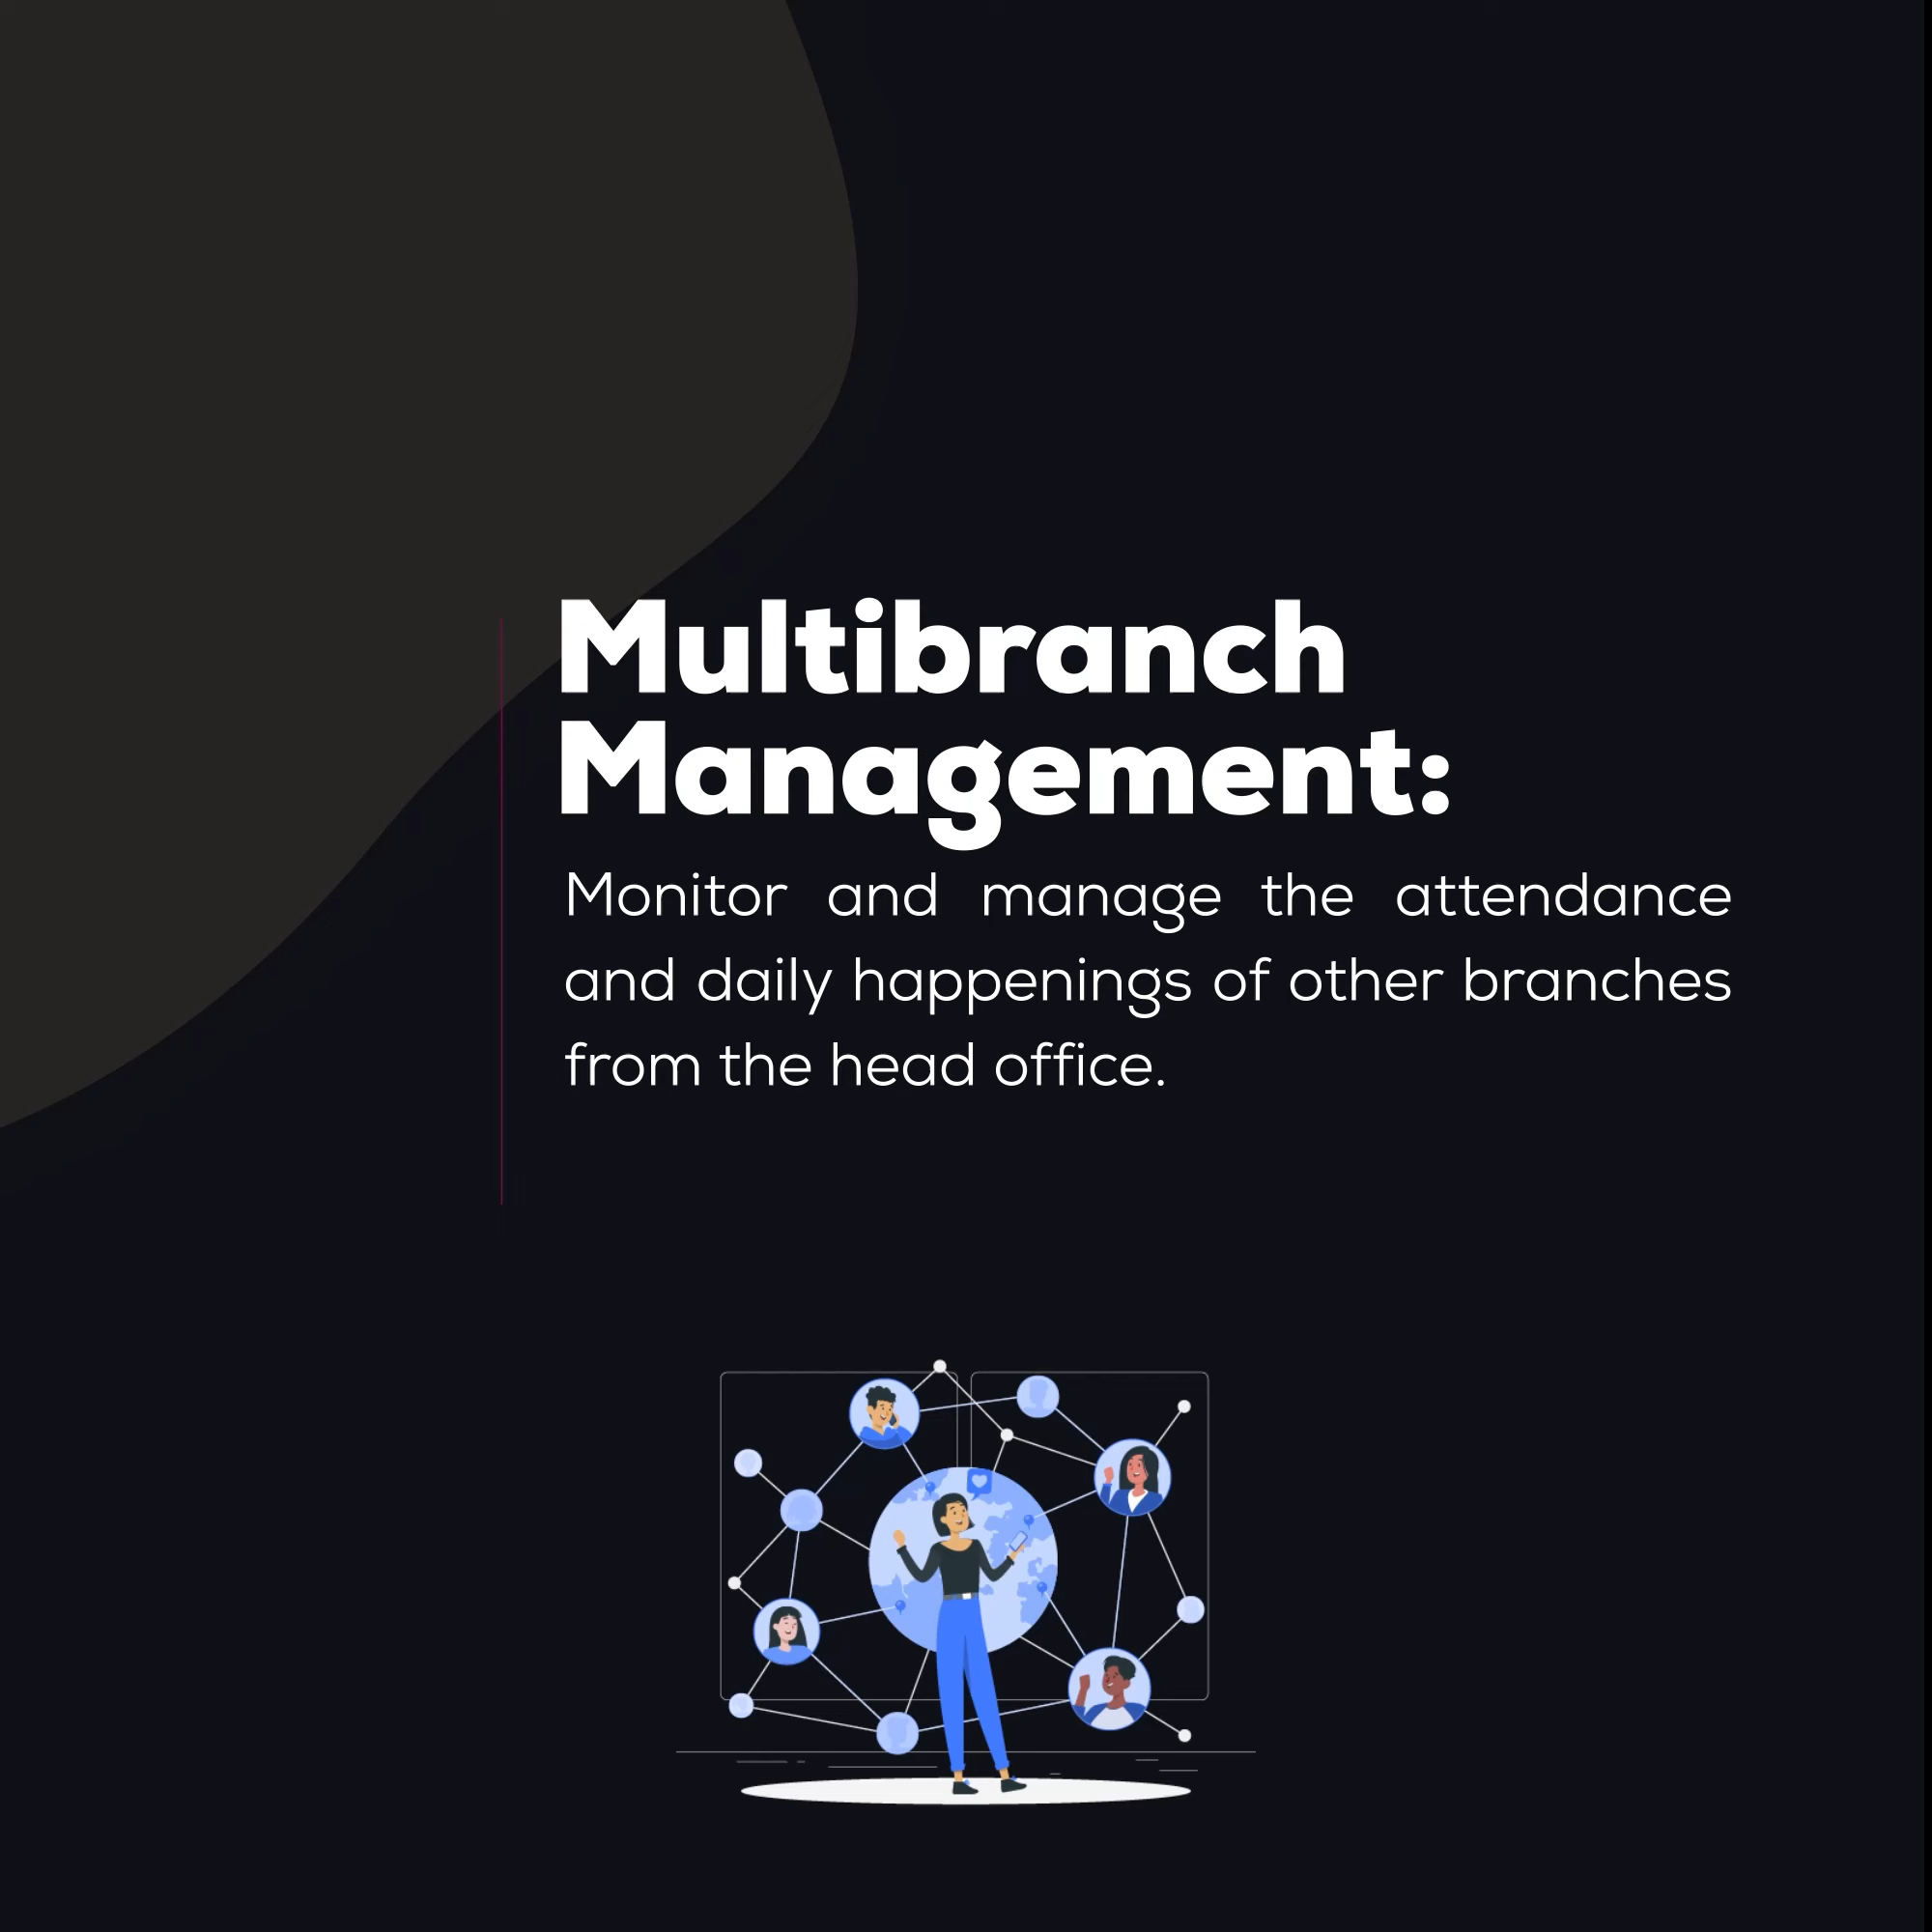 Multibranch
Management:
Monitor and manage the attendance
and daily happenings of other branches
from the head office.